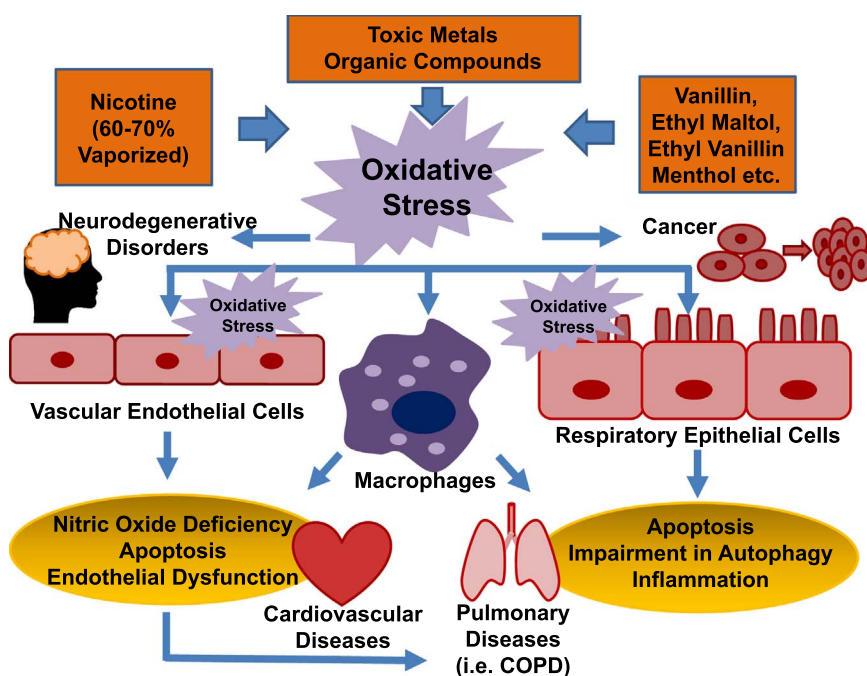 Toxic Metals
Organic Compounds
Nicotine
(60-70%
Vaporized)
Vanillin,
Ethyl Maltol,
Ethyl Vanillin
Menthol etc.
Oxidative
Stress
Neurodegenerative
Disorders
Cancer
Oxidative
Stress
Oxidative
Stress
Vascular Endothelial Cells
Macrophages
Respiratory Epithelial Cells
Nitric Oxide Deficiency
Apoptosis
Endothelial Dysfunction
Cardiovascular
Diseases
Pulmonary
Diseases
(i.e. COPD)
Apoptosis
Impairment in Autophagy
Inflammation